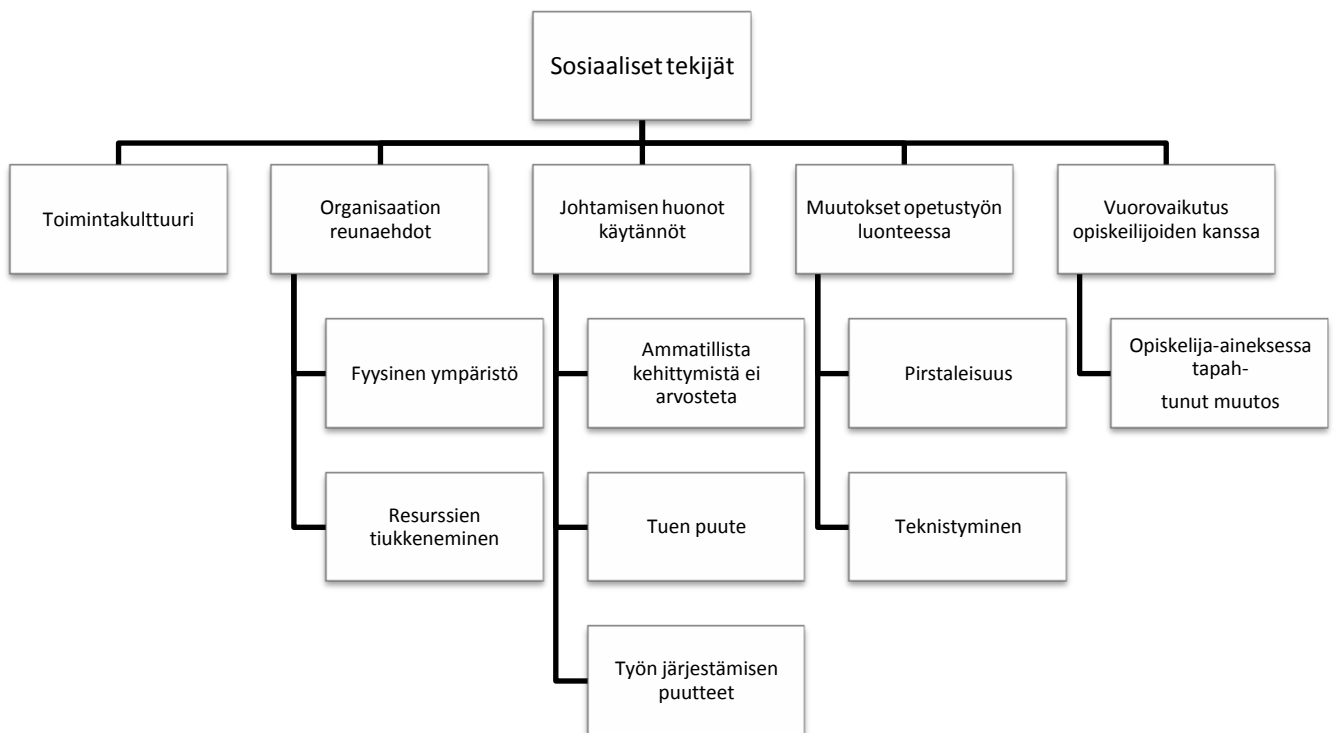 Sosiaaliset tekijät
Toimintakulttuuri
Organisaation
reunaehdot
Johtamisen huonot
käytännöt
Muutokset opetustyön
luonteessa
Vuorovaikutus
opiskeilijoiden kanssa
Fyysinen ympäristö
Ammatillista
kehittymistä ei
arvosteta
Pirstaleisuus
Opiskelija-aineksessa
tapah-
tunut muutos
Resurssien
tiukkeneminen
Tuen puute
Teknistyminen
Työn järjestämisen
puutteet